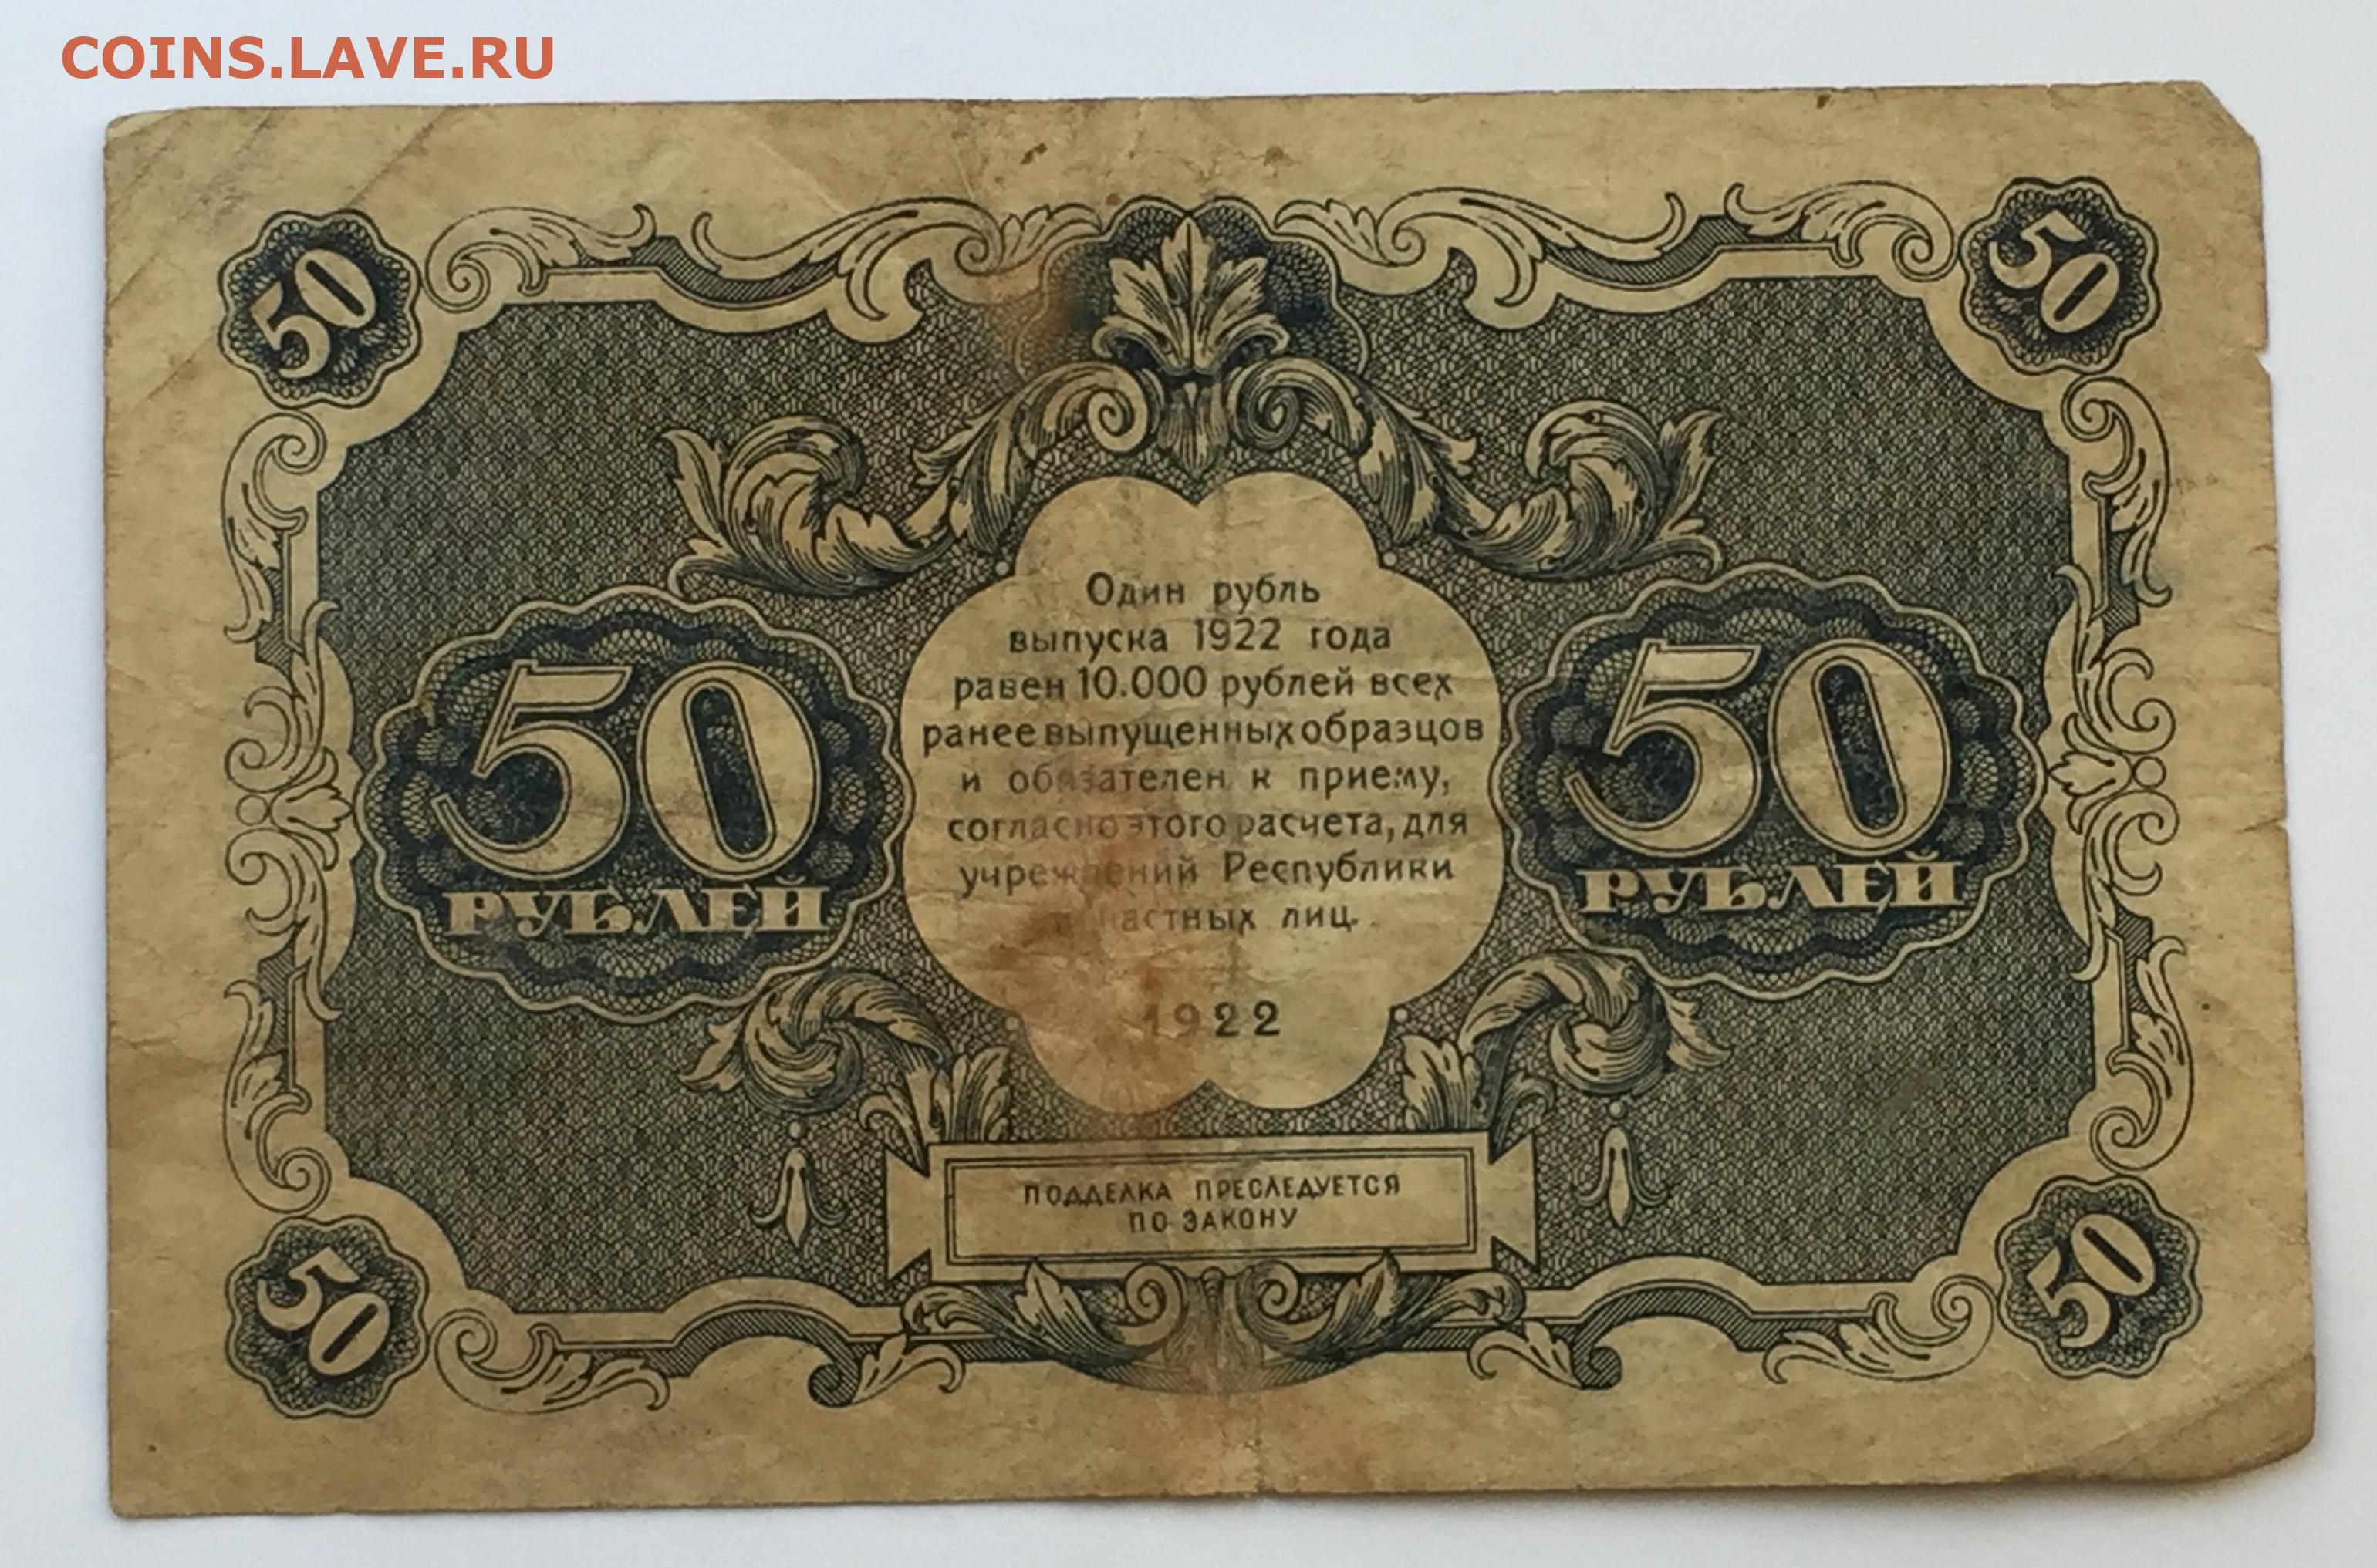 COINS.LAVE.RU
50
50
Один рубль
выпуска 1922 года
равен 10.000 рублей всех
ранее выпущенных образцов
и обязателен к приему,
согласно этого расчета, для
учреждений Республики
и частных лиц.
1922
50
РУБЛЕЙ
50
РУБЛЕЙ
ПОДДЕЛКА ПРЕСЛЕДУЕТСЯ
ПО ЗАКОНУ
50
50